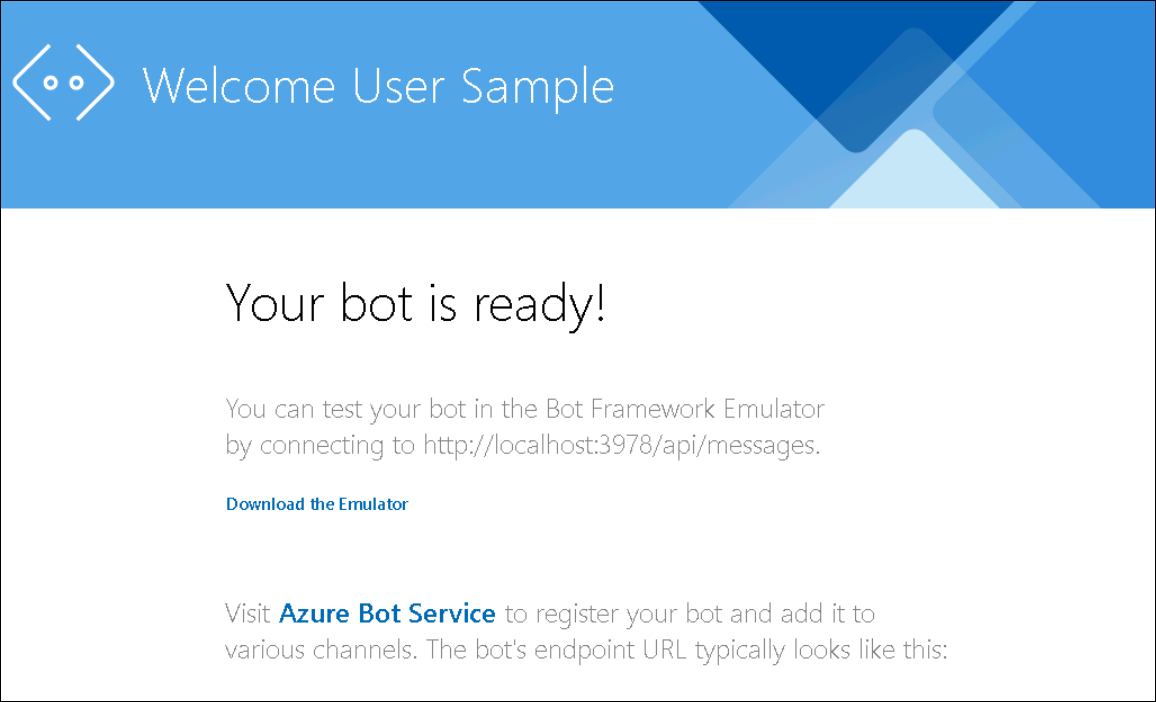 Welcome User Sample
Your bot is ready!
You can test your bot in the Bot Framework Emulator
by connecting to http://localhost:3978/api/messages.
Download the Emulator
Visit Azure Bot Service to register your bot and add it to
various channels. The bot's endpoint URL typically looks like this: